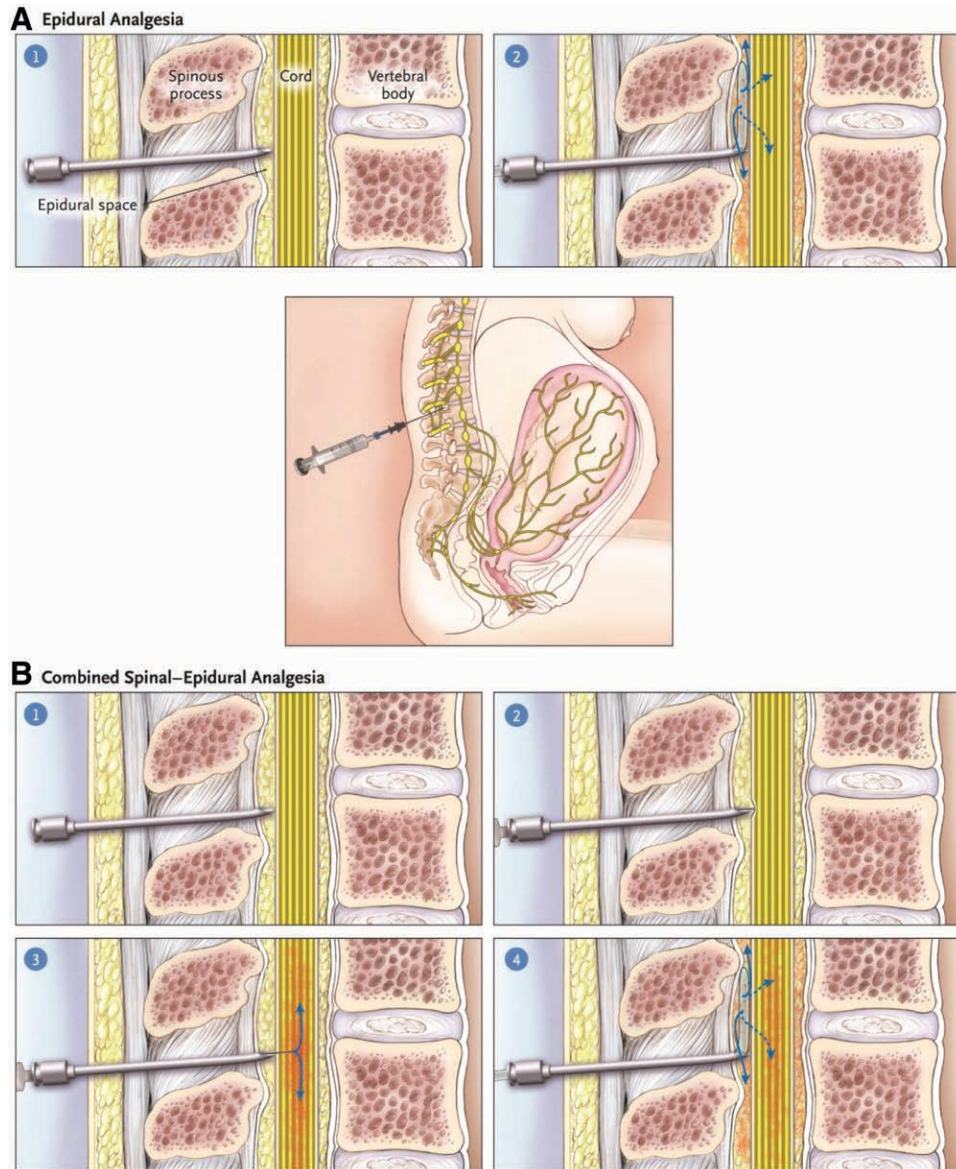 A Epidural Analgesia
1
2
Spinous
process
Cord
Vertebral
body
Epidural space
B Combined Spinal–Epidural Analgesia
1
2
3
4